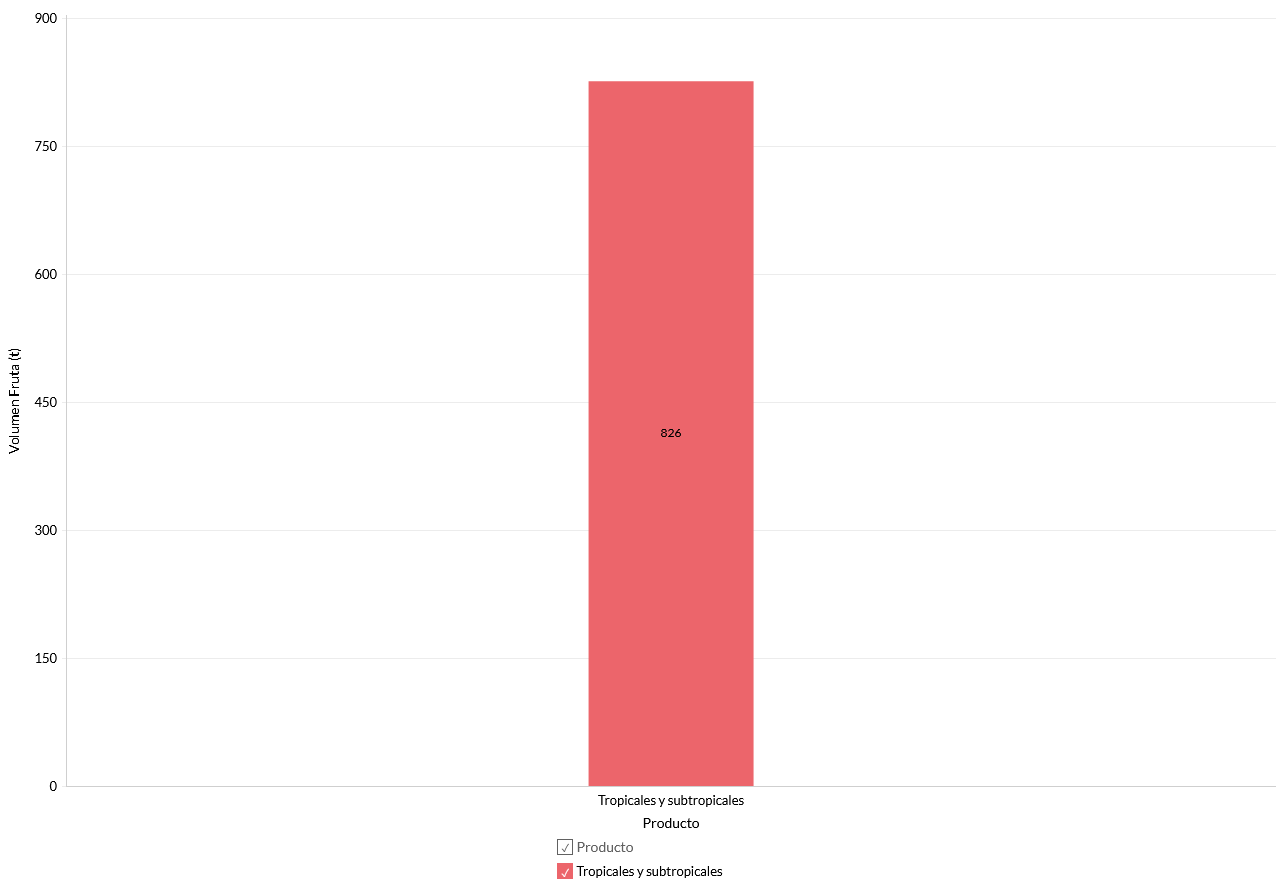 900
750
600
450
300
150
0
Volumen Fruta (t)
826
Tropicales y subtropicales
Producto
Producto
Tropicales y subtropicales